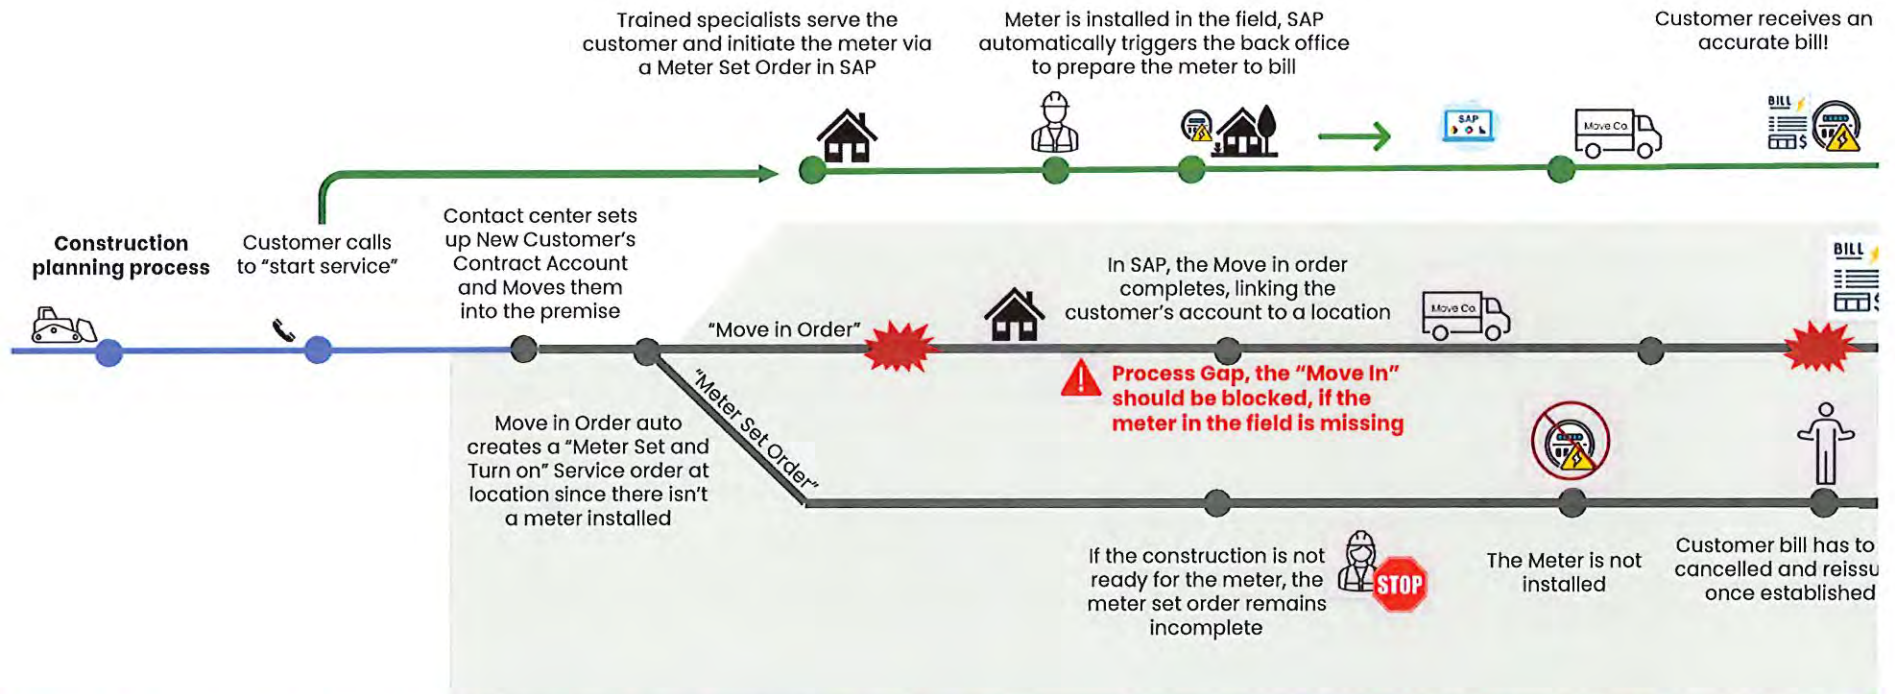 Trained specialists serve the
customer and initiate the meter via
a Meter Set Order in SAP
Meter is installed in the field, SAP
automatically triggers the back office
to prepare the meter to bill
Customer receives an
accurate bill!
SAP
Move Co.
BILL
$
Construction
planning process
Customer calls
to "start service"
Contact center sets
up New Customer's
Contract Account
and Moves them
into the premise
"Move in Order"
In SAP, the Move in order
completes, linking the
customer's account to a location
Move Co.
BILL
Process Gap, the "Move In"
should be blocked, if the
meter in the field is missing
Move in Order auto
creates a "Meter Set and
Turn on" Service order at
location since there isn't
a meter installed
"Meter Set Order"
If the construction is not
ready for the meter, the
meter set order remains
incomplete
STOP
The Meter is not
installed
Customer bill has to
cancelled and reissu
once established